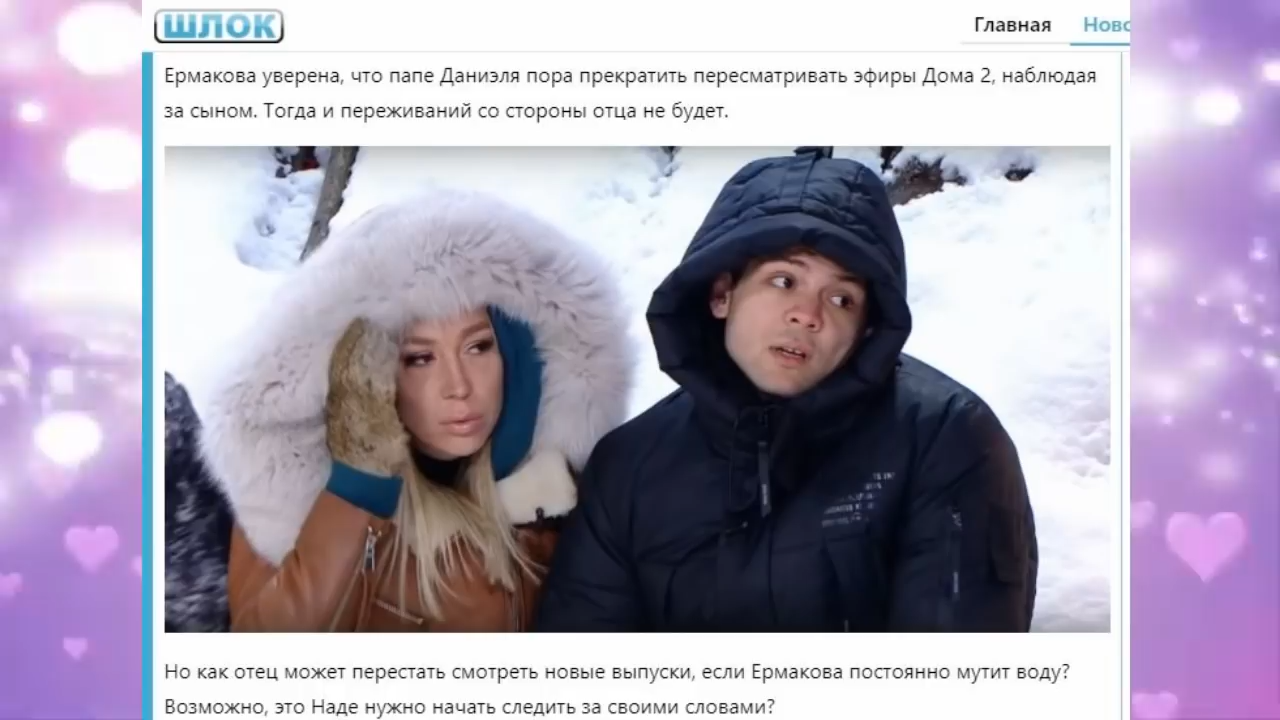 ШЛОК
Главная
Ново
Ермакова уверена, что папе Даниэля пора прекратить пересматривать эфиры Дома 2, наблюдая
за сыном. Тогда и переживаний со стороны отца не будет.
Но как отец может перестать смотреть новые выпуски, если Ермакова постоянно мутит воду?
Возможно, это Наде нужно начать следить за своими словами?